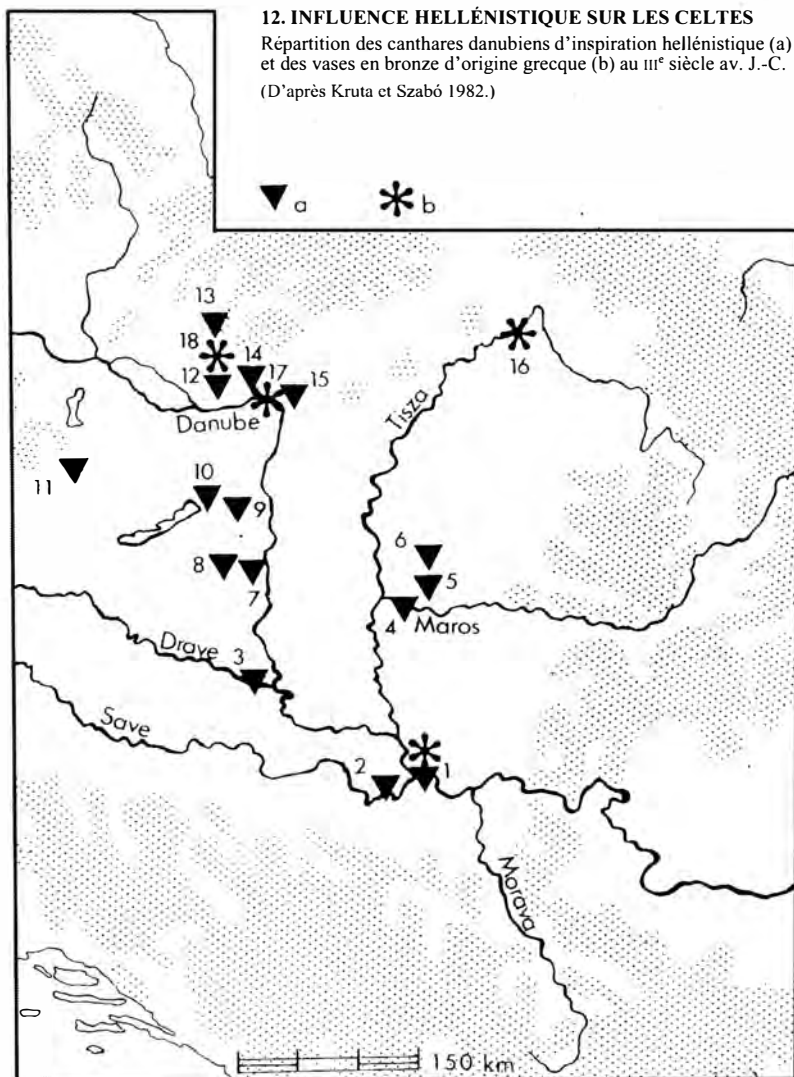 12. INFLUENCE HELLÉNISTIQUE SUR LES CELTES
Répartition des canthares danubiens d'inspiration hellénistique (a)
et des vases en bronze d'origine grecque (b) au IIIe siècle av. J.-C.
(D'après Kruta et Szabó 1982.)
a
b
13
18
14
17
15
12
16
Danube
Tisza
11
10
9
8
7
6
5
4
Maros
Drave
3
Save
2
1
Morava
150 km